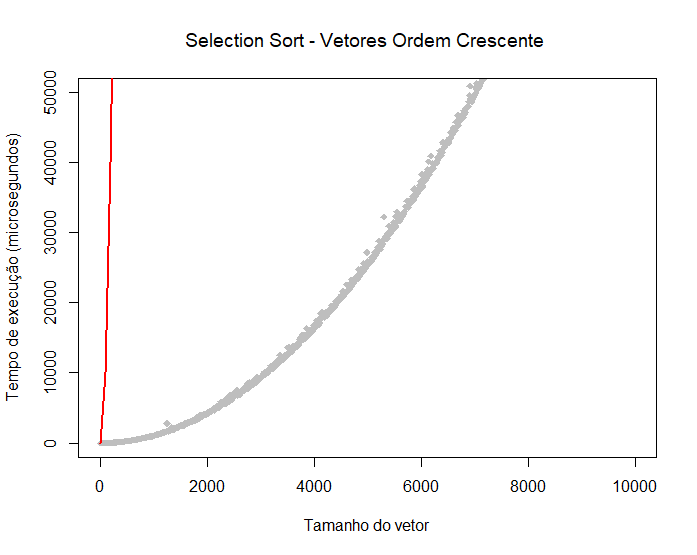 Selection Sort - Vetores Ordem Crescente
Tempo de execução (microsegundos)
50000
40000
30000
20000
10000
0
0 2000 4000 6000 8000 10000
Tamanho do vetor